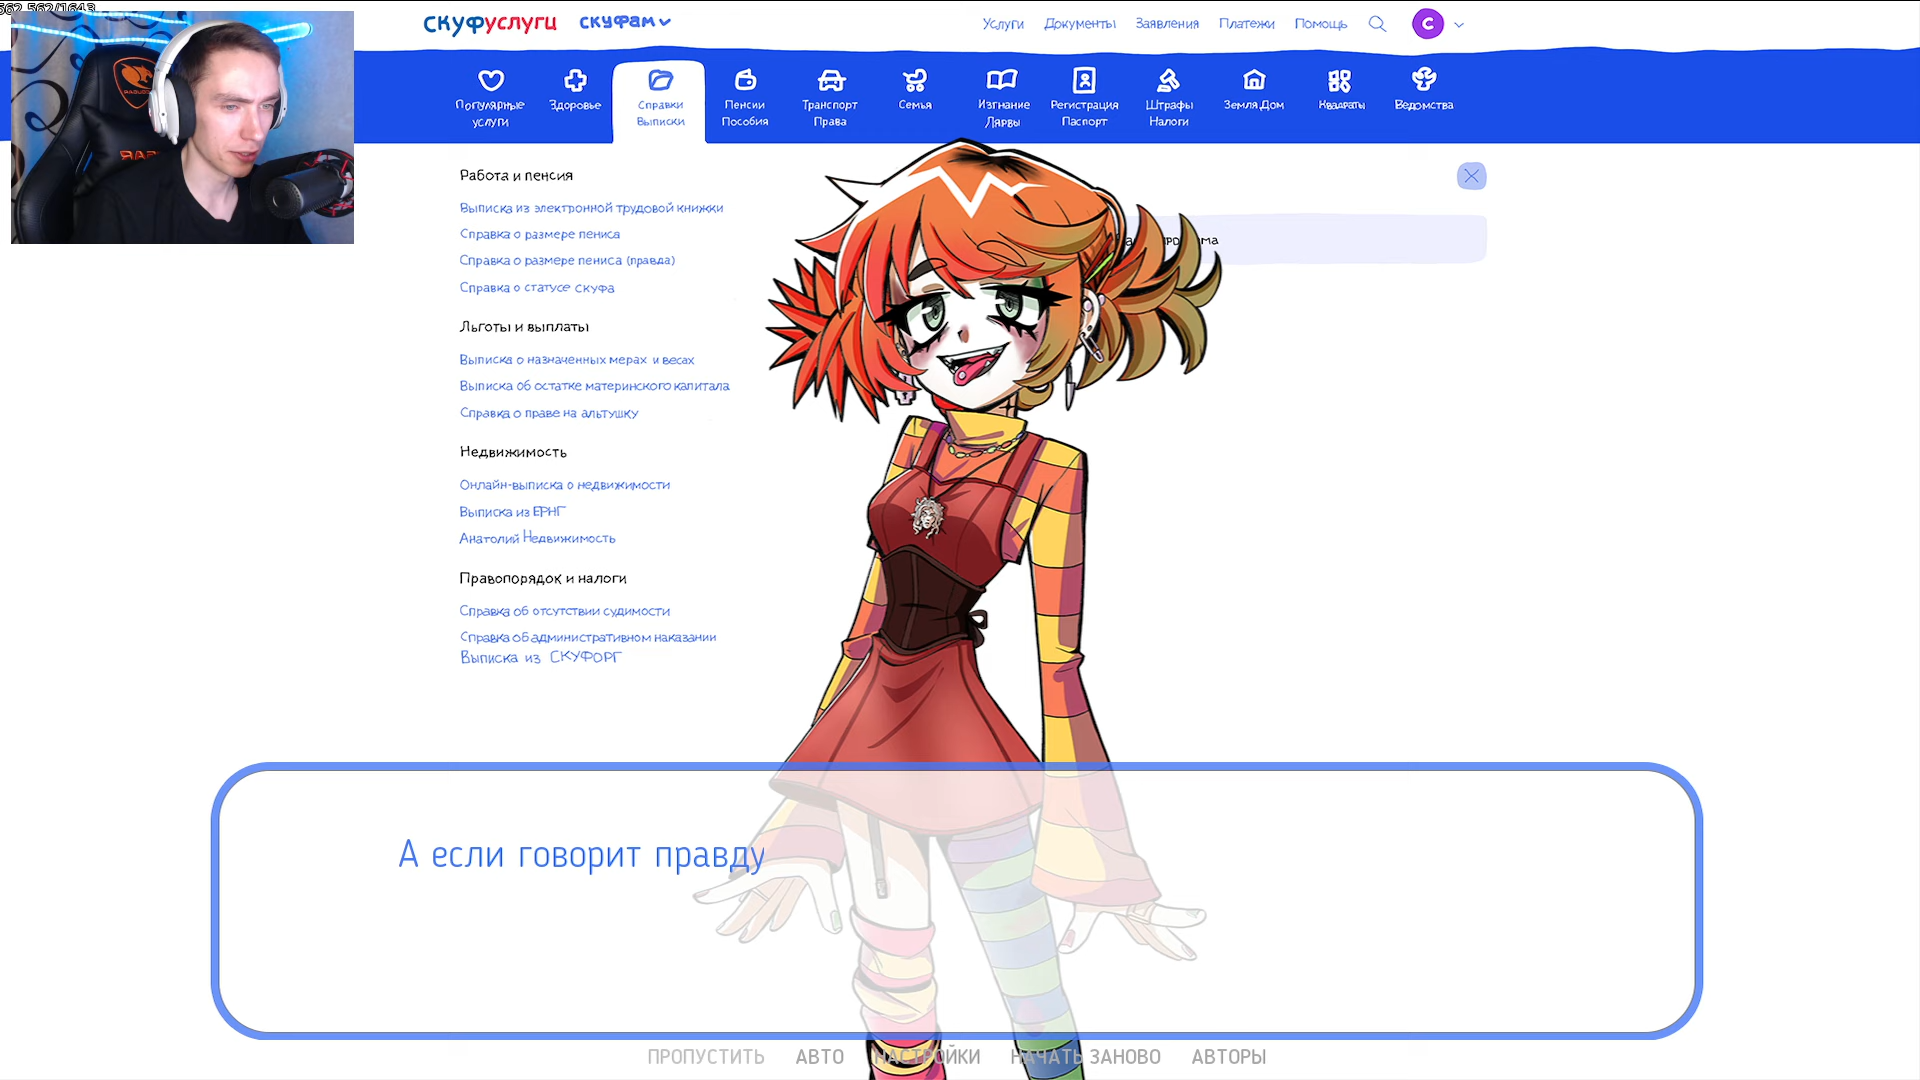 562 562/1643
СКУФУСЛУГЦ
СКУФАМ
Услуги
Документы
Заявления
Платежи
Помощь
С
Популярные
услуги
Здоровье
Справки
Выписки
Пенсии
Пособия
Транспорт
Права
Семья
Изгнание
Лярвы
Регистрация
Паспорт
Штрафы
Налоги
Земля Дом
Квадраты
Ведомства
Работа и пенсия
Выписка из электронной трудовой книжки
Справка о размере пениса
Справка о размере пениса (правда)
Справка о статусе скуфа
Льготы и выплаты
Выписка о назначенных мерах и весах
Выписка об остатке материнского капитала
Справка о праве на альтушку
Недвижимость
Онлайн-выписка о недвижимости
Выписка из ЕРНГ
Анатолий Недвижимость
Правопорядок и налоги
Справка об отсутствии судимости
Справка об административном наказании
Выписка из СКУФОРГ
А если говорит правду
ПРОПУСТИТЬ
АВТО
НАСТРОЙКИ
НАЧАТЬ ЗАНОВО
АВТОРЫ